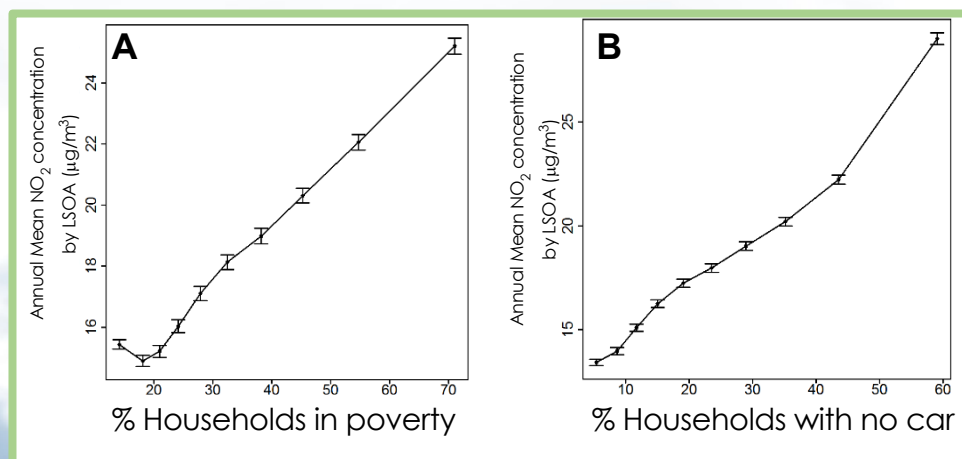 A
Annual Mean NO₂ concentration
by LSOA (µg/m³)
16
18
20
22
24
20
30
40
50
60
70
% Households in poverty
B
Annual Mean NO₂ concentration
by LSOA (µg/m³)
15
20
25
10
20
30
40
50
60
% Households with no car